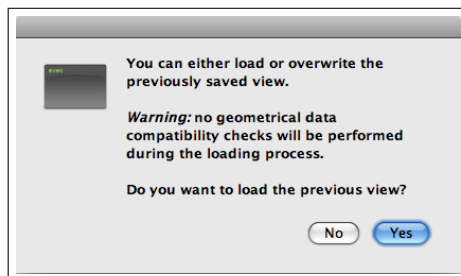 exec
You can either load or overwrite the
previously saved view.
Warning: no geometrical data
compatibility checks will be performed
during the loading process.
Do you want to load the previous view?
No
Yes